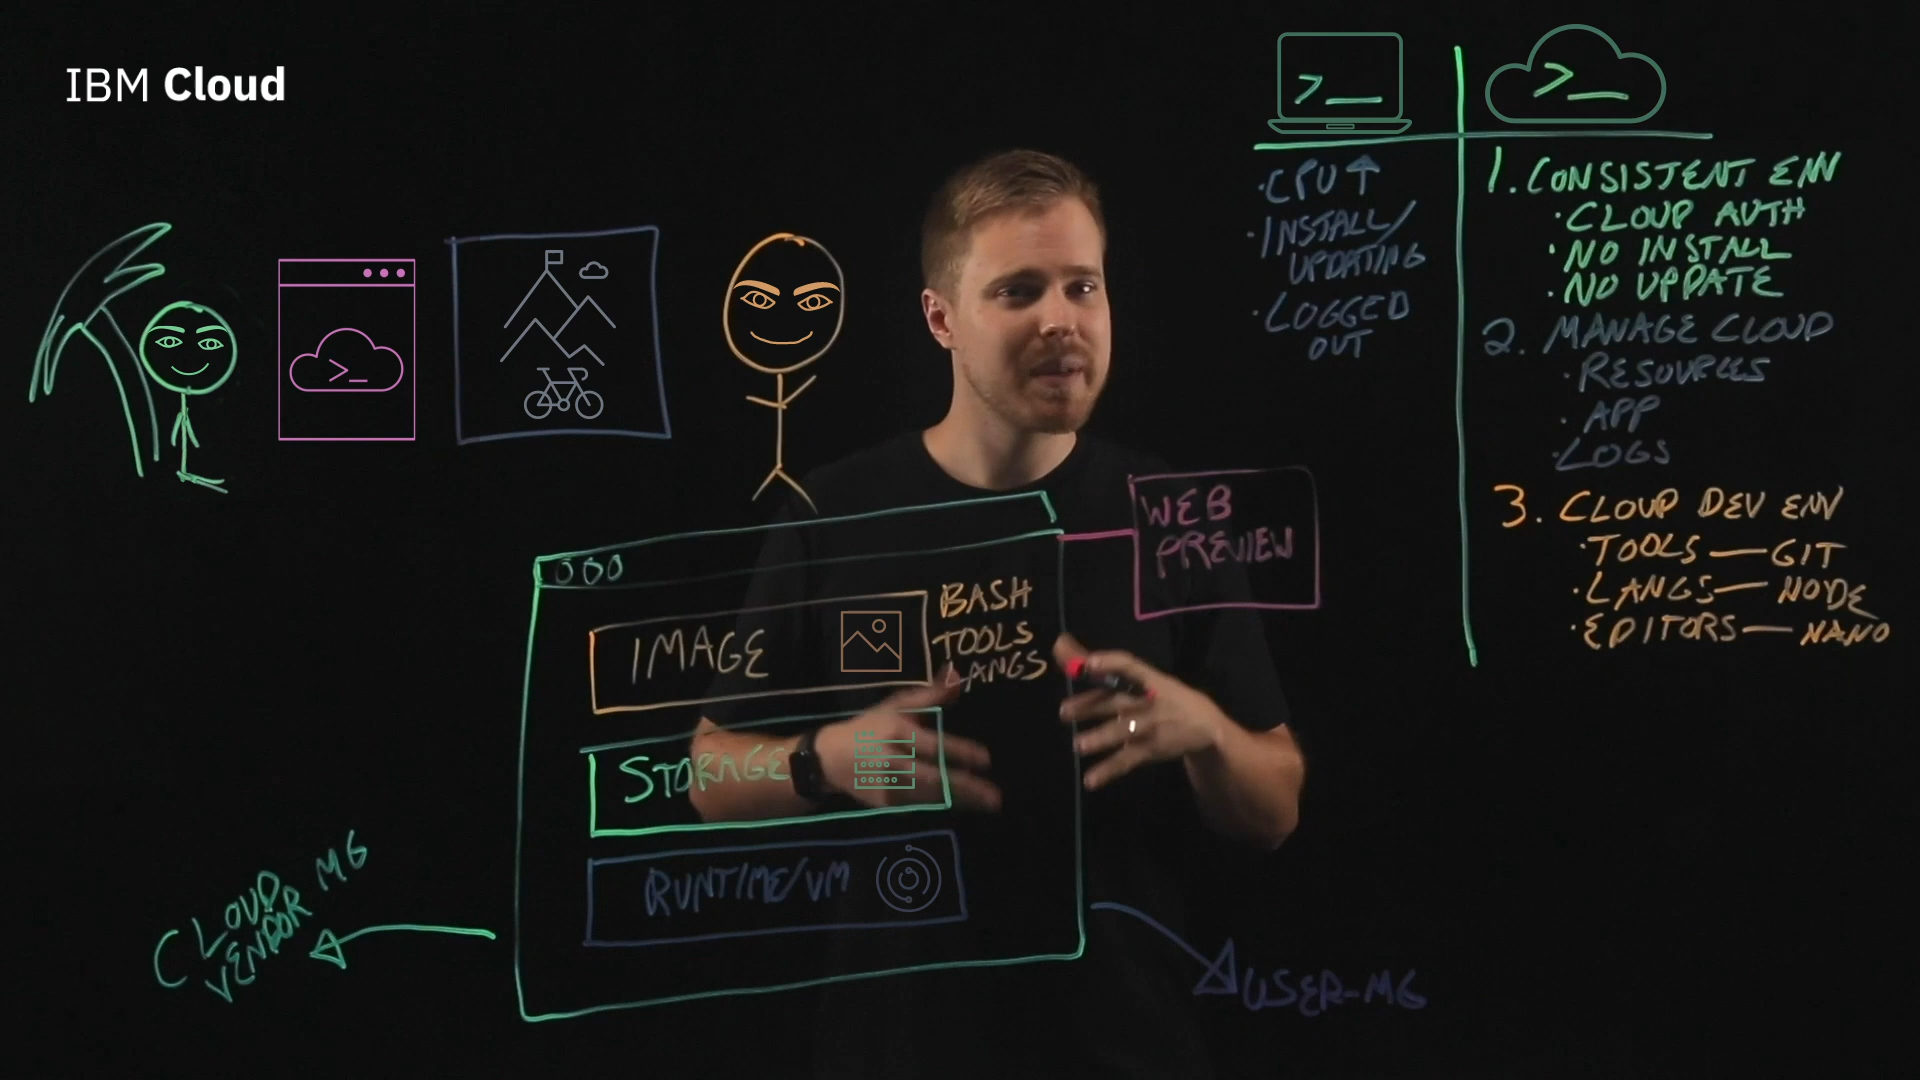 IBM Cloud
>_
>_
· CPU ↑
· INSTALL/
UPDATING
· LOGGED
OUT
1. CONSISTENT ENV
· CLOUD AUTH
· NO INSTALL
· NO UPDATE
2. MANAGE CLOUD
· RESOURCES
· APP
· LOGS
3. CLOUD DEV ENV
· TOOLS — GIT
· LANGS — NODE
· EDITORS — NANO
>_
WEB
PREVIEW
IMAGE
BASH
TOOLS
LANGS
STORAGE
RUNTIME/VM
CLOUD MG
VENDOR
USER-MG